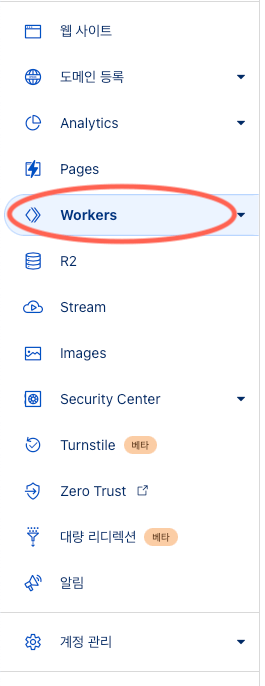 웹 사이트
도메인 등록
Analytics
Pages
Workers
R2
Stream
Images
Security Center
Turnstile 베타
Zero Trust
대량 리디렉션 베타
알림
계정 관리